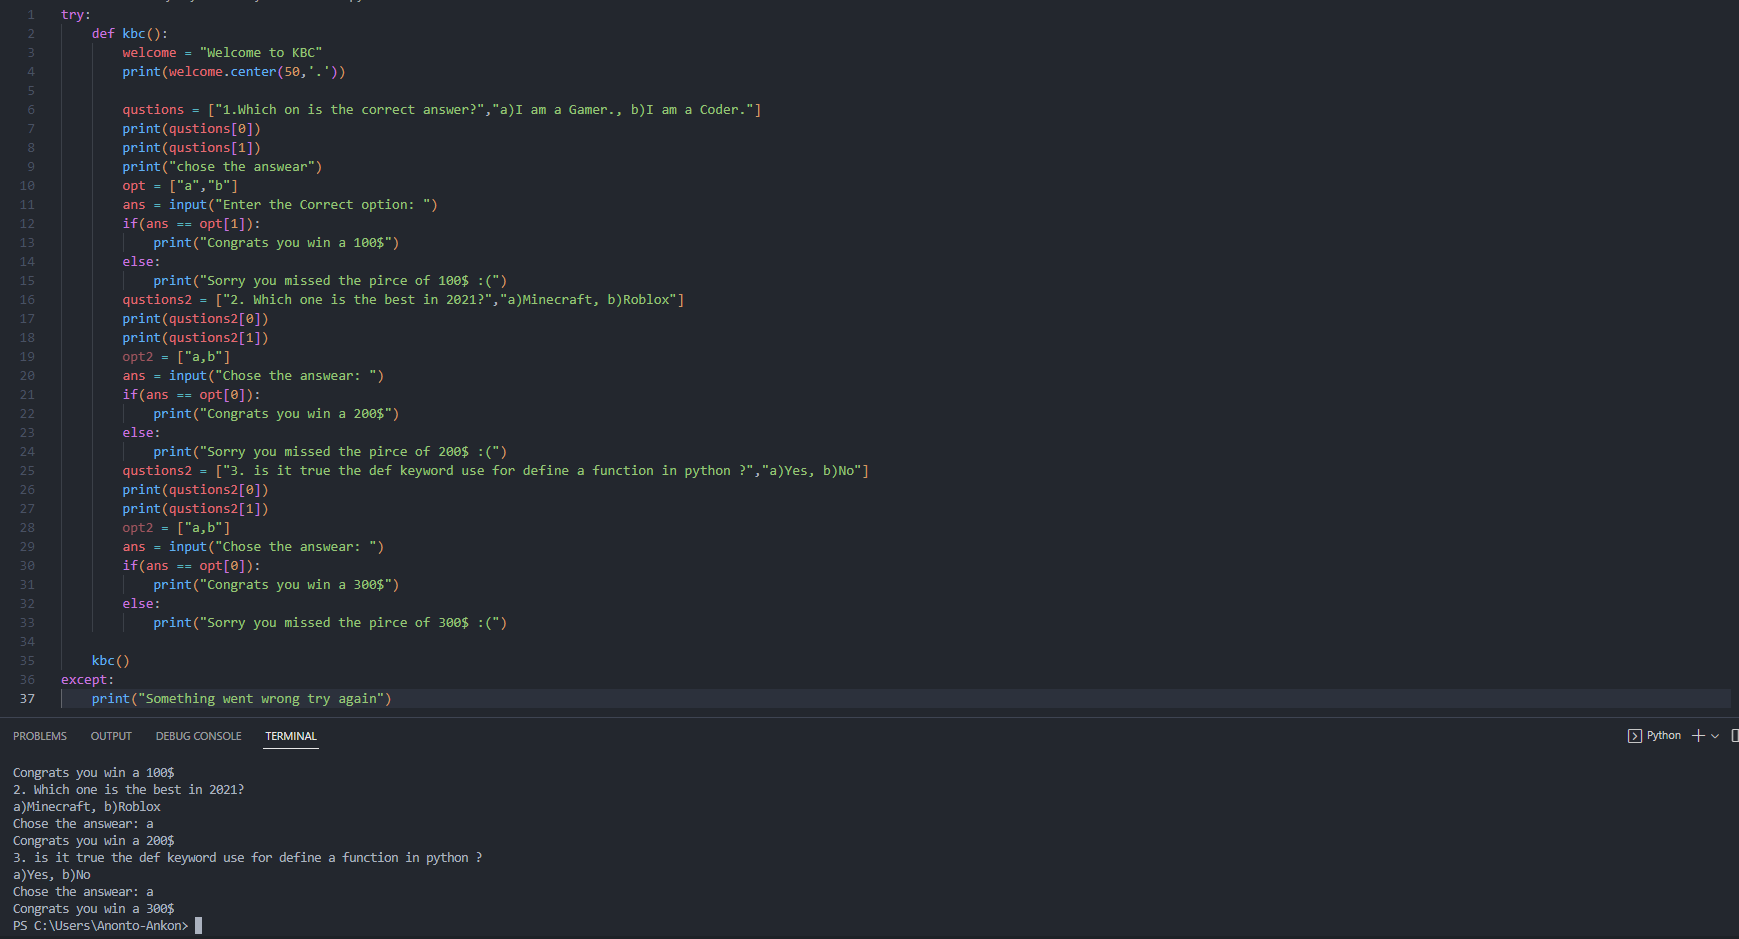 1 try:
2     def kbc():
3         welcome = "Welcome to KBC"
4         print(welcome.center(50,'.'))
5
6         qustions = ["1.Which on is the correct answer?","a)I am a Gamer., b)I am a Coder."]
7         print(qustions[0])
8         print(qustions[1])
9         print("chose the answear")
10         opt = ["a","b"]
11         ans = input("Enter the Correct option: ")
12         if(ans == opt[1]):
13             print("Congrats you win a 100$")
14         else:
15             print("Sorry you missed the pirce of 100$ :(")
16         qustions2 = ["2. Which one is the best in 2021?","a)Minecraft, b)Roblox"]
17         print(qustions2[0])
18         print(qustions2[1])
19         opt2 = ["a,b"]
20         ans = input("Chose the answear: ")
21         if(ans == opt[0]):
22             print("Congrats you win a 200$")
23         else:
24             print("Sorry you missed the pirce of 200$ :(")
25         qustions2 = ["3. is it true the def keyword use for define a function in python ?","a)Yes, b)No"]
26         print(qustions2[0])
27         print(qustions2[1])
28         opt2 = ["a,b"]
29         ans = input("Chose the answear: ")
30         if(ans == opt[0]):
31             print("Congrats you win a 300$")
32         else:
33             print("Sorry you missed the pirce of 300$ :(")
34
35     kbc()
36 except:
37     print("Something went wrong try again")
PROBLEMS OUTPUT DEBUG CONSOLE TERMINAL Python
Congrats you win a 100$
2. Which one is the best in 2021?
a)Minecraft, b)Roblox
Chose the answear: a
Congrats you win a 200$
3. is it true the def keyword use for define a function in python ?
a)Yes, b)No
Chose the answear: a
Congrats you win a 300$
PS C:\Users\Anonto-Ankon>